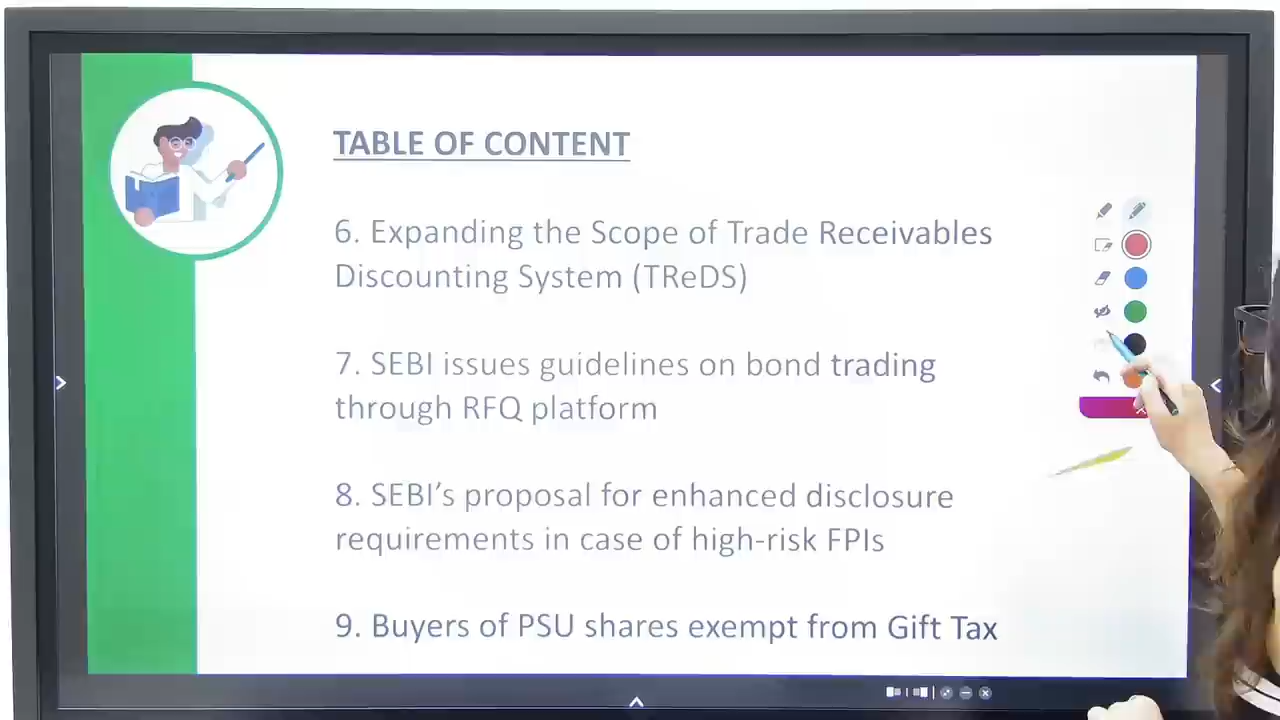 TABLE OF CONTENT
6. Expanding the Scope of Trade Receivables
Discounting System (TReDS)
7. SEBI issues guidelines on bond trading
through RFQ platform
8. SEBI’s proposal for enhanced disclosure
requirements in case of high-risk FPIs
9. Buyers of PSU shares exempt from Gift Tax